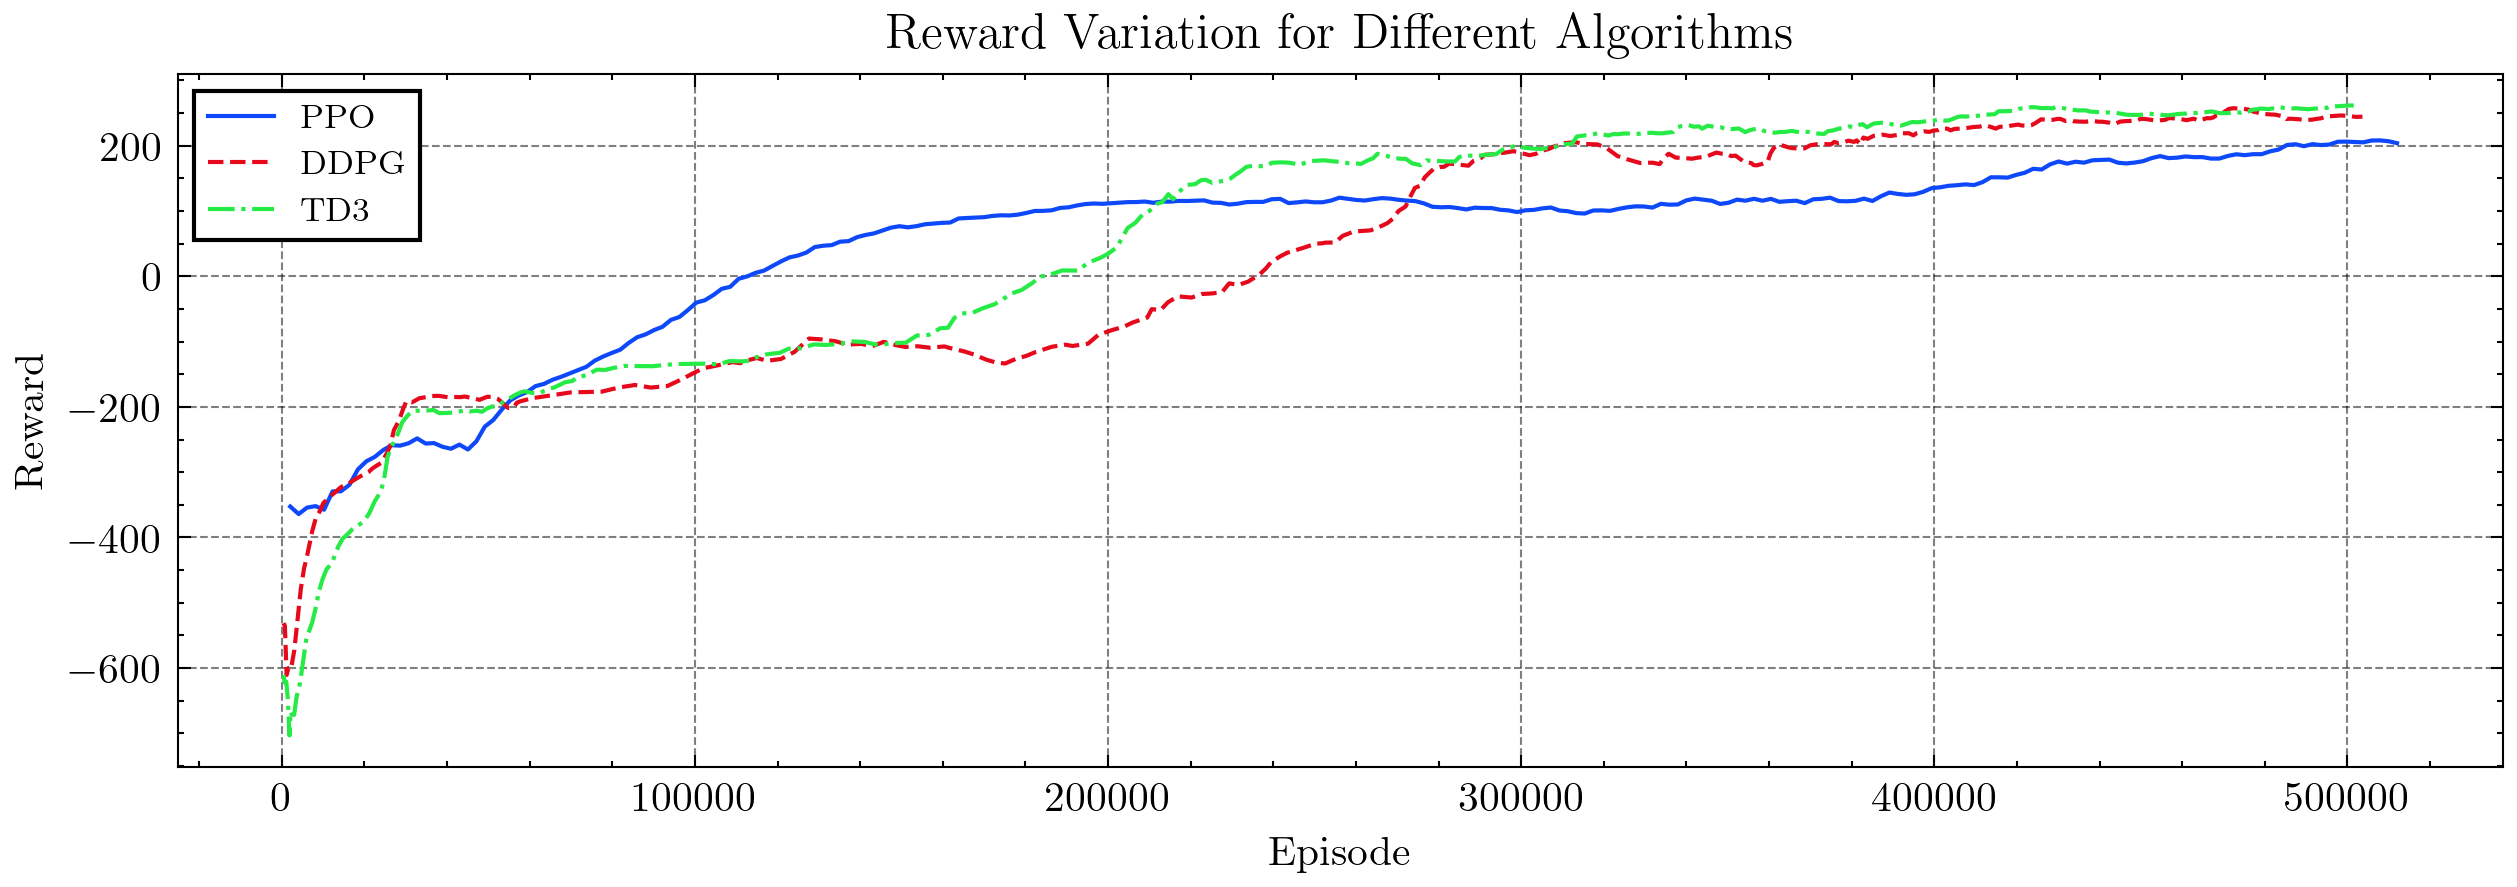 Reward Variation for Different Algorithms
PPO
DDPG
TD3
200
0
−200
−400
−600
Reward
0 100000 200000 300000 400000 500000
Episode